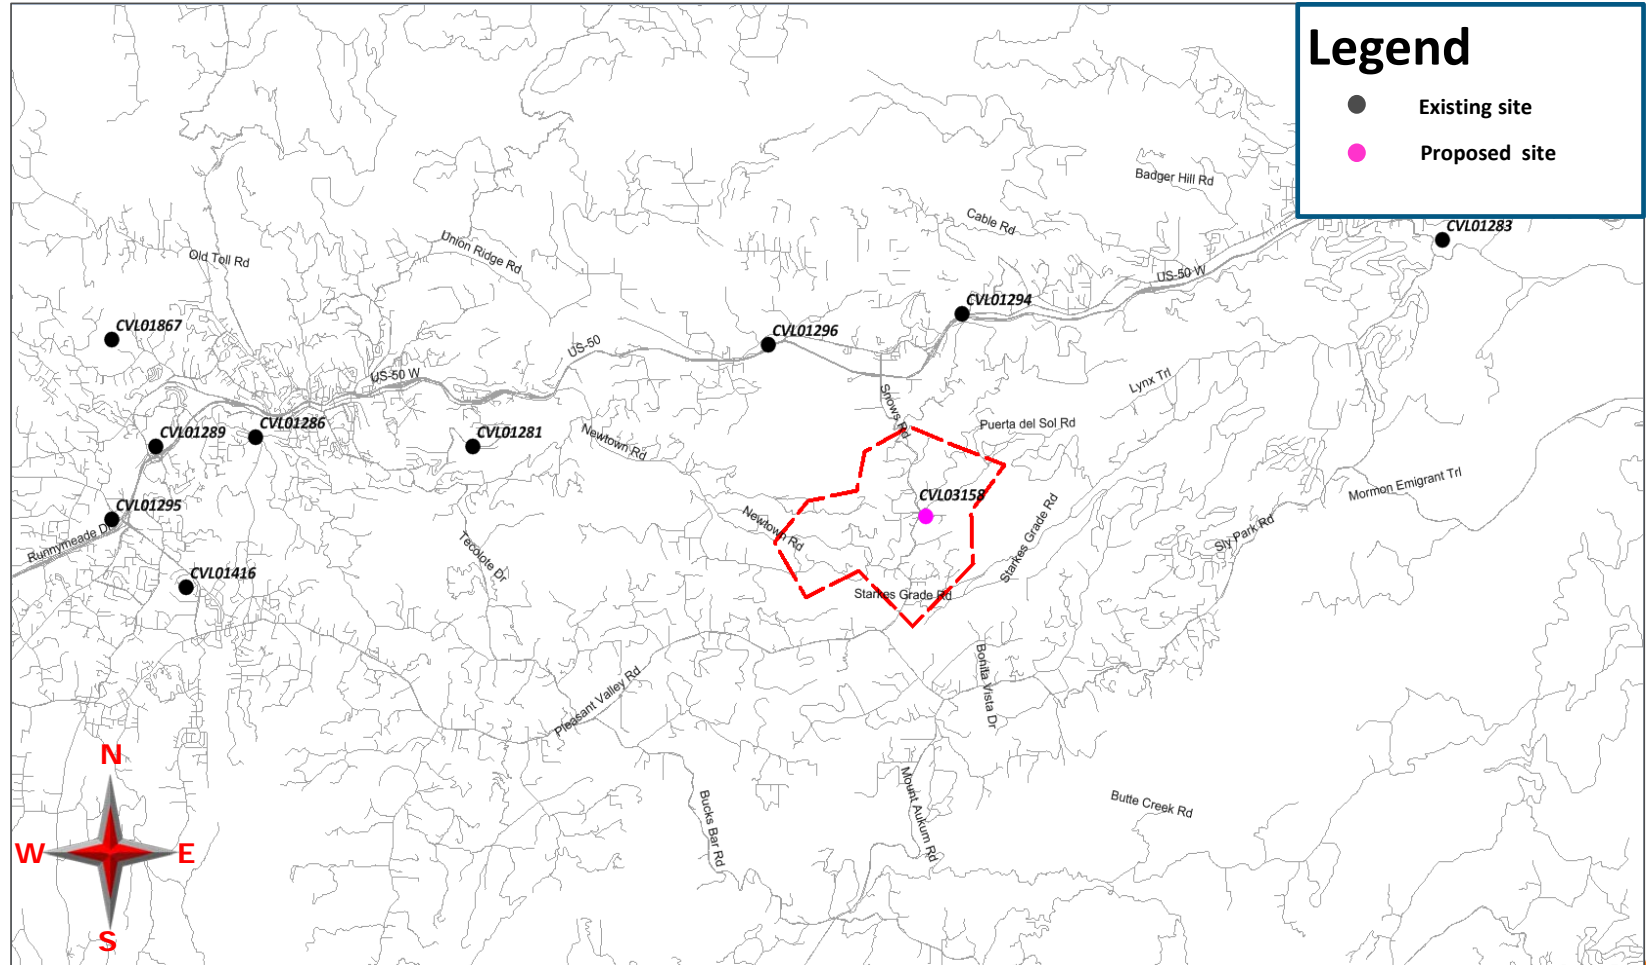 Legend
Existing site
Proposed site
Badger Hill Rd
Cable Rd
CVL01283
Union Ridge Rd
Old Toll Rd
US-50 W
CVL01294
CVL01867
CVL01296
US-50
US-50 W
Lynx Trl
Snows Rd
CVL01289
CVL01286
CVL01281
Newtown Rd
Puerta del Sol Rd
Mormon Emigrant Trl
CVL03158
CVL01295
Runnymeade Dr
Newtown Rd
Starkes Grade Rd
Sly Park Rd
Tecolote Dr
CVL01416
Starkes Grade Rd
Pleasant Valley Rd
Bonita Vista Dr
N
W
E
S
Bucks Bar Rd
Mount Aukum Rd
Butte Creek Rd